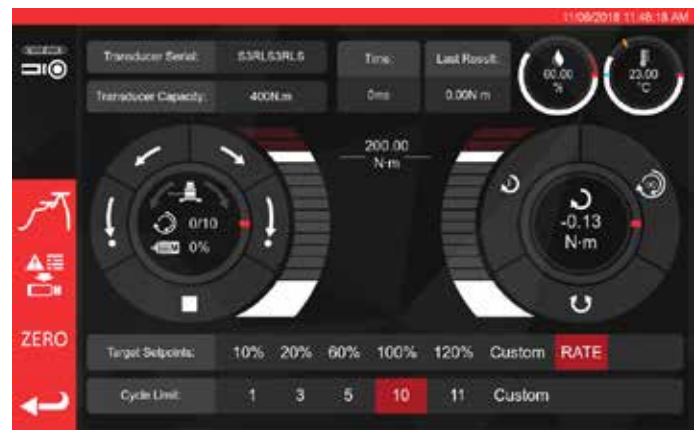 11/06/2018 11:48:18 AM
Transducer Serial: S3RLS3RLS
Time:
Last Result:
60.00
%
23.00
°C
Transducer Capacity: 400N.m
0ms
0.00N m
200.00
N·m
0/10
0%
-0.13
N·m
ZERO
Target Setpoints: 10% 20% 60% 100% 120% Custom RATE
Cycle Limit: 1 3 5 10 11 Custom